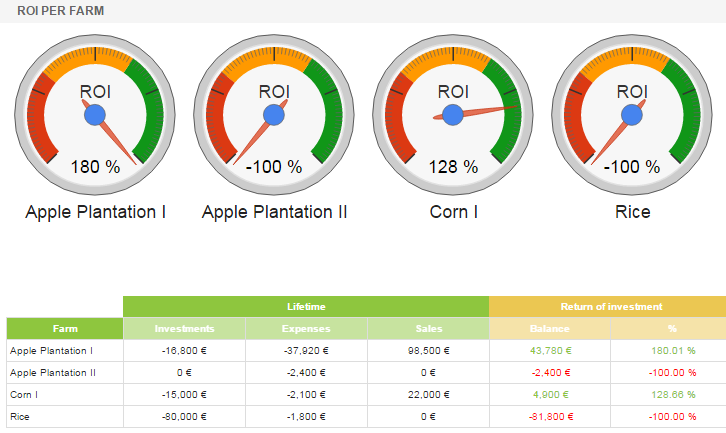 ROI PER FARM
ROI ROI ROI ROI
180 % -100 % 128 % -100 %
Apple Plantation I Apple Plantation II Corn I Rice
Lifetime Return of investment
Farm Investments Expenses Sales Balance %
Apple Plantation I -16,800 € -37,920 € 98,500 € 43,780 € 180.01 %
Apple Plantation II 0 € -2,400 € 0 € -2,400 € -100.00 %
Corn I -15,000 € -2,100 € 22,000 € 4,900 € 128.66 %
Rice -80,000 € -1,800 € 0 € -81,800 € -100.00 %